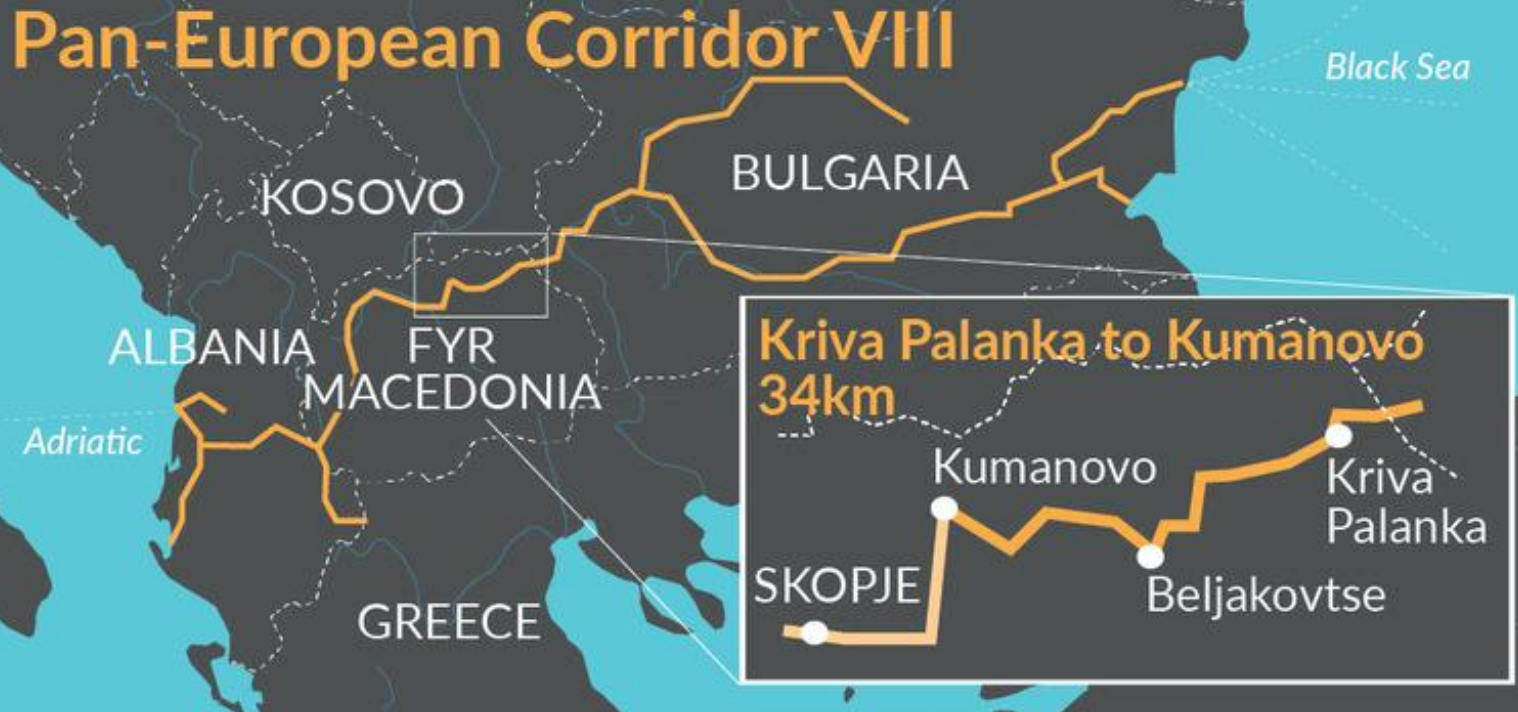 Pan-European Corridor VIII
Black Sea
BULGARIA
KOSOVO
ALBANIA
FYR
MACEDONIA
Adriatic
GREECE
Kriva Palanka to Kumanovo
34km
Kumanovo
Kriva
Palanka
SKOPJE
Beljakovtse